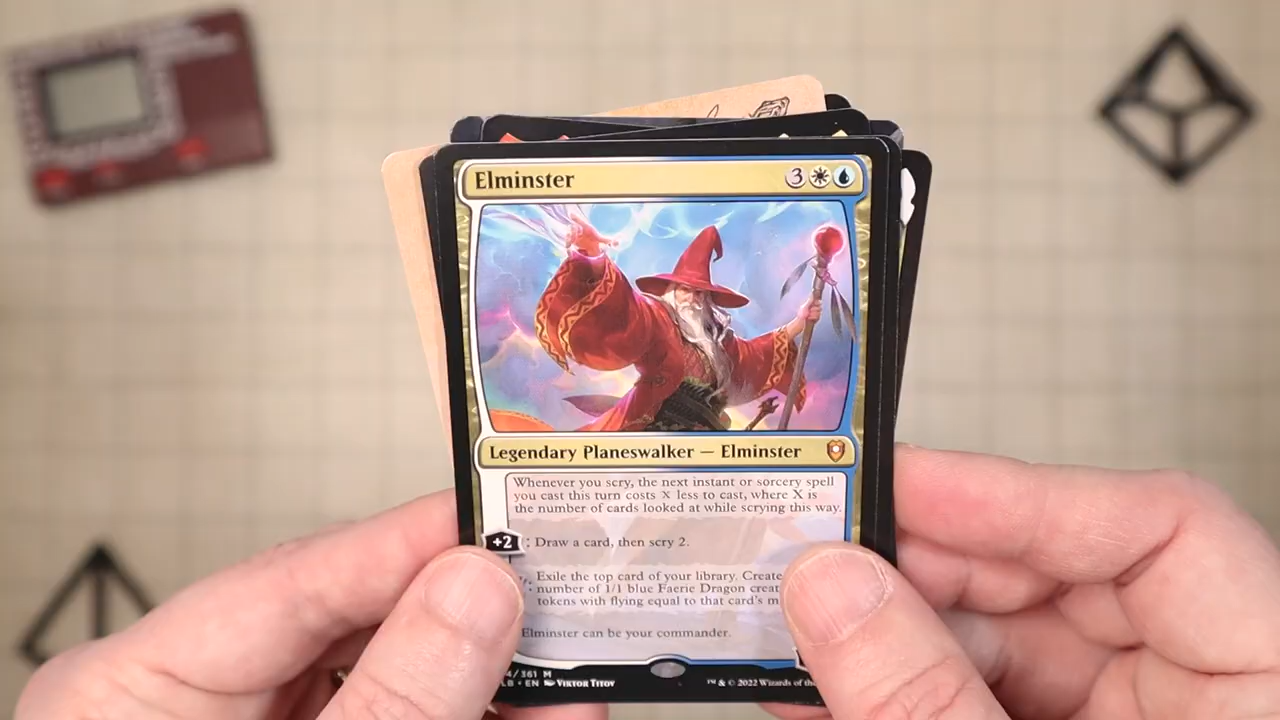 Elminster 3
Legendary Planeswalker — Elminster
Whenever you scry, the next instant or sorcery spell
you cast this turn costs X less to cast, where X is
the number of cards looked at while scrying this way.
+2 : Draw a card, then scry 2.
Exile the top card of your library. Create
number of 1/1 blue Faerie Dragon creat
tokens with flying equal to that card's m
Elminster can be your commander.
4/361 M
LB • EN Viktor Titov ™ & © 2022 Wizards of the